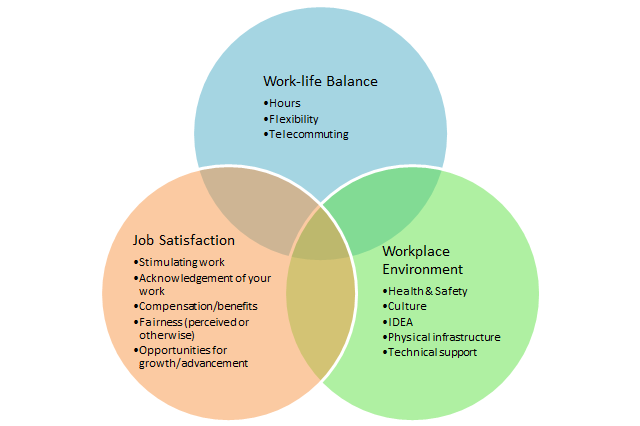 Work-life Balance
•Hours
•Flexibility
•Telecommuting
Job Satisfaction
•Stimulating work
•Acknowledgement of your
work
•Compensation/benefits
•Fairness (perceived or
otherwise)
•Opportunities for
growth/advancement
Workplace
Environment
•Health & Safety
•Culture
•IDEA
•Physical infrastructure
•Technical support